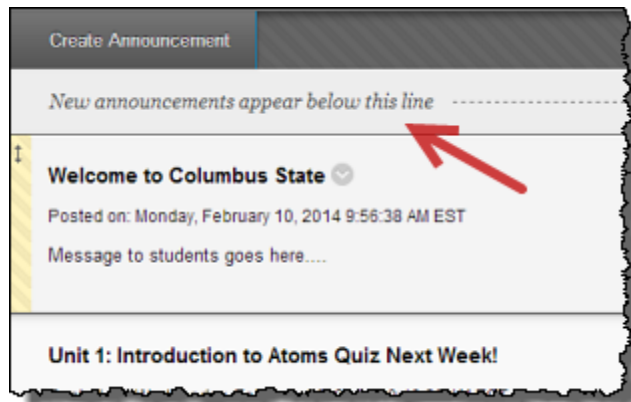 Create Announcement
New announcements appear below this line
Welcome to Columbus State
Posted on: Monday, February 10, 2014 9:56:38 AM EST
Message to students goes here....
Unit 1: Introduction to Atoms Quiz Next Week!